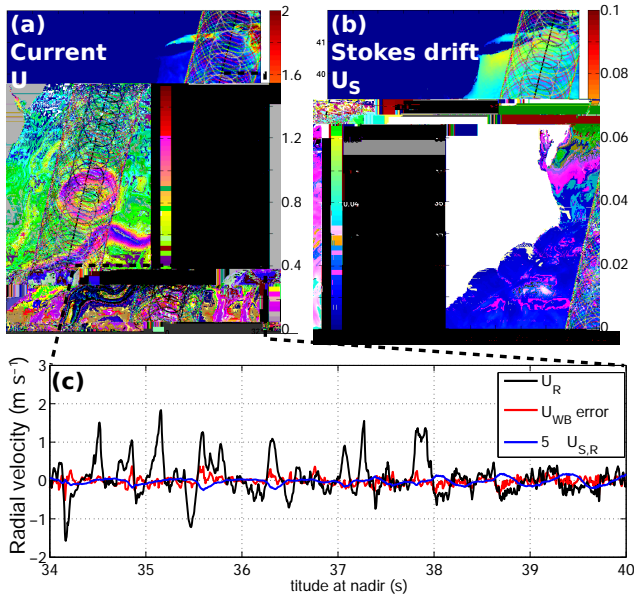 (a)
Current
U
2
1.6
1.2
0.8
0.4
0
(b)
Stokes drift
U_S
41
40
0.1
0.08
0.06
0.04
0.02
0
0.04
(c)
Radial velocity (m s⁻¹)
3
2
1
0
−1
−2
U_R
U_WB error
5 U_S,R
34 35 36 37 38 39 40
titude at nadir (s)